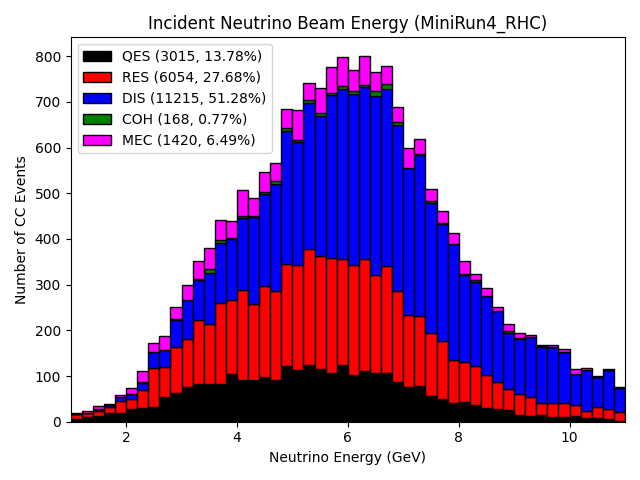 Incident Neutrino Beam Energy (MiniRun4_RHC)
QES (3015, 13.78%)
RES (6054, 27.68%)
DIS (11215, 51.28%)
COH (168, 0.77%)
MEC (1420, 6.49%)
Number of CC Events
800
700
600
500
400
300
200
100
0
2 4 6 8 10
Neutrino Energy (GeV)